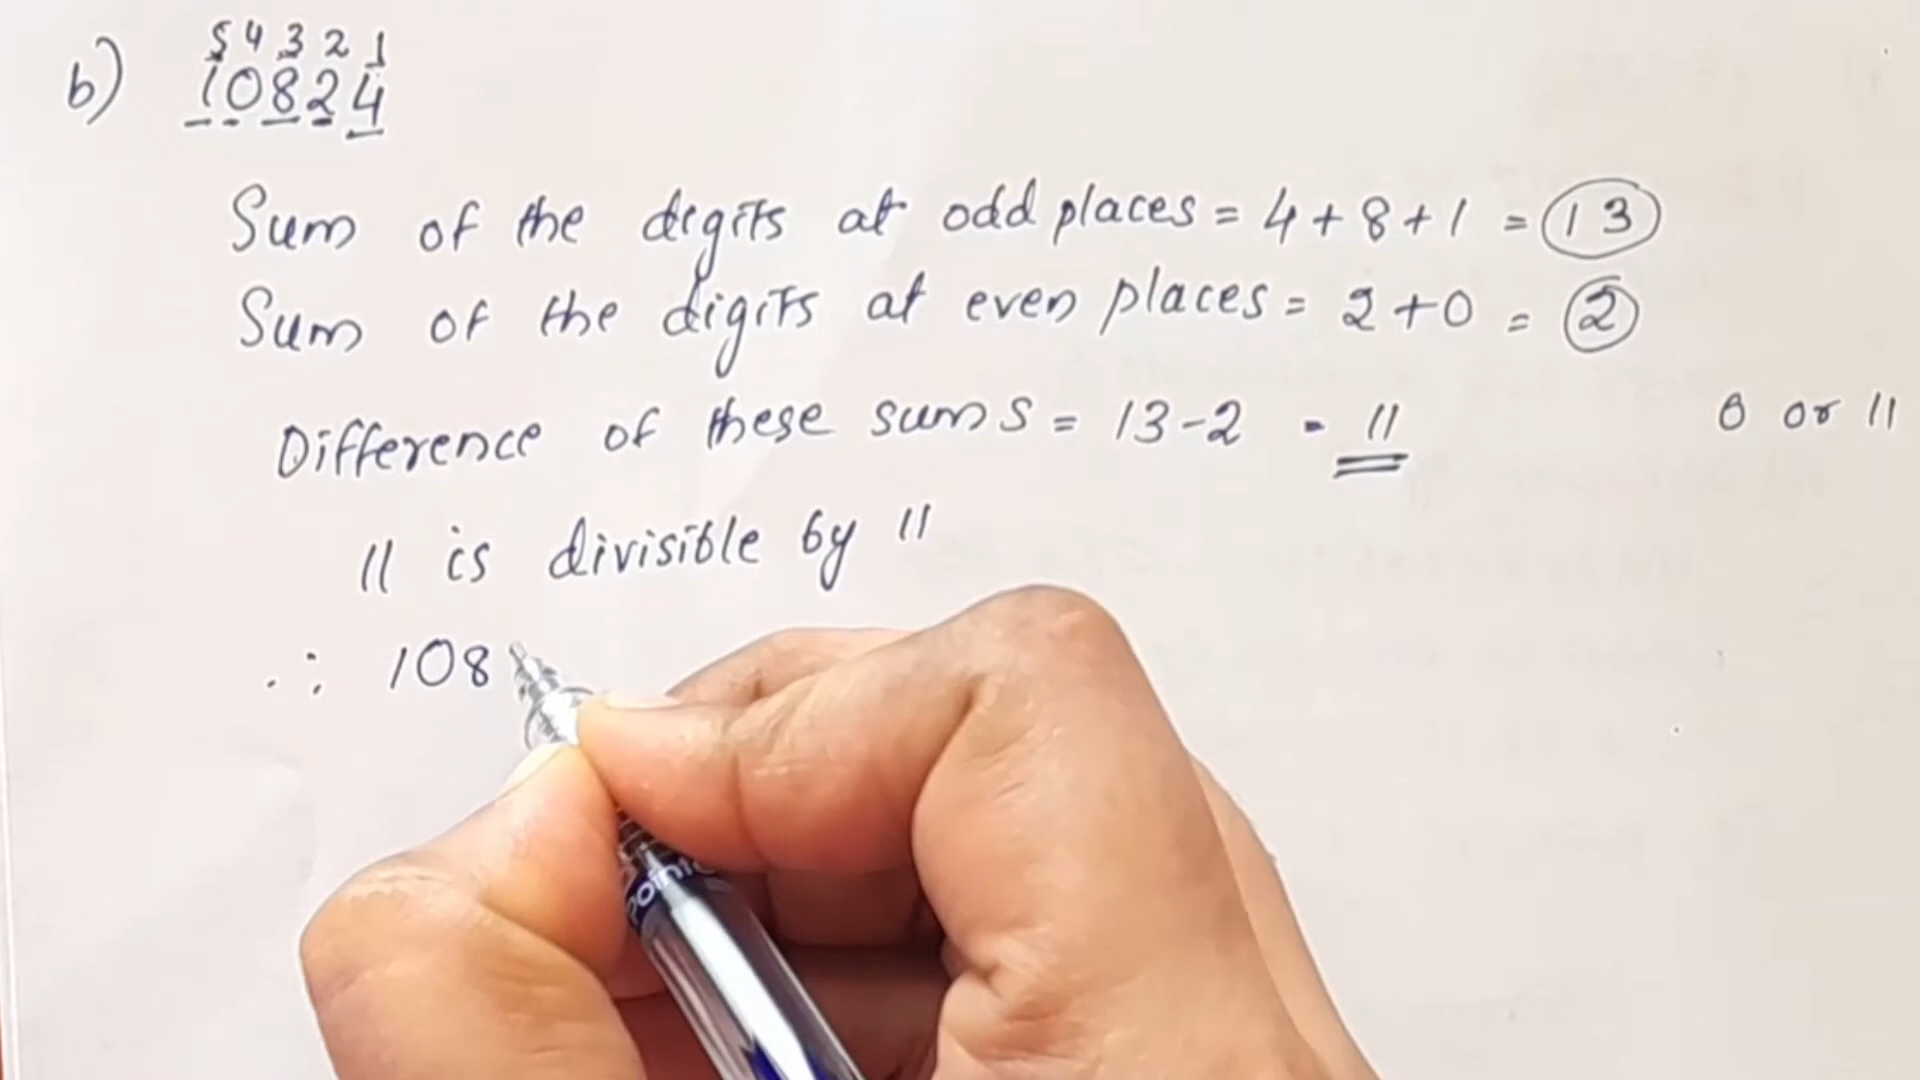 5 4 3 2 1
b) 10824
Sum of the digits at odd places = 4+8+1 = 13
Sum of the digits at even places = 2+0 = 2
Difference of these sums = 13-2 = 11
0 or 11
11 is divisible by 11
∴ 108